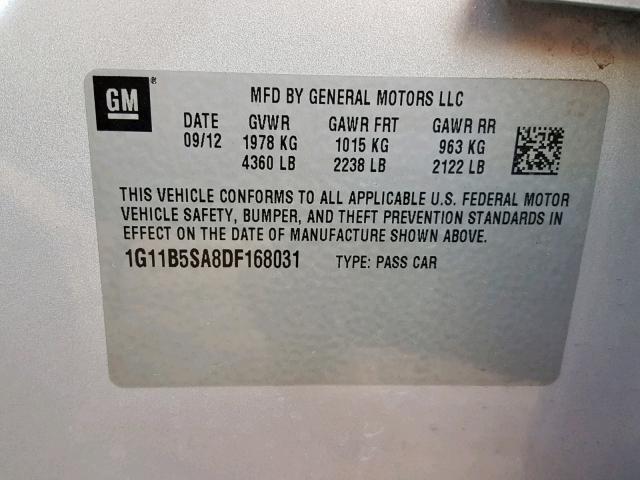 GM ®
MFD BY GENERAL MOTORS LLC
DATE GVWR GAWR FRT GAWR RR
09/12 1978 KG 1015 KG 963 KG
4360 LB 2238 LB 2122 LB
THIS VEHICLE CONFORMS TO ALL APPLICABLE U.S. FEDERAL MOTOR
VEHICLE SAFETY, BUMPER, AND THEFT PREVENTION STANDARDS IN
EFFECT ON THE DATE OF MANUFACTURE SHOWN ABOVE.
1G11B5SA8DF168031 TYPE: PASS CAR